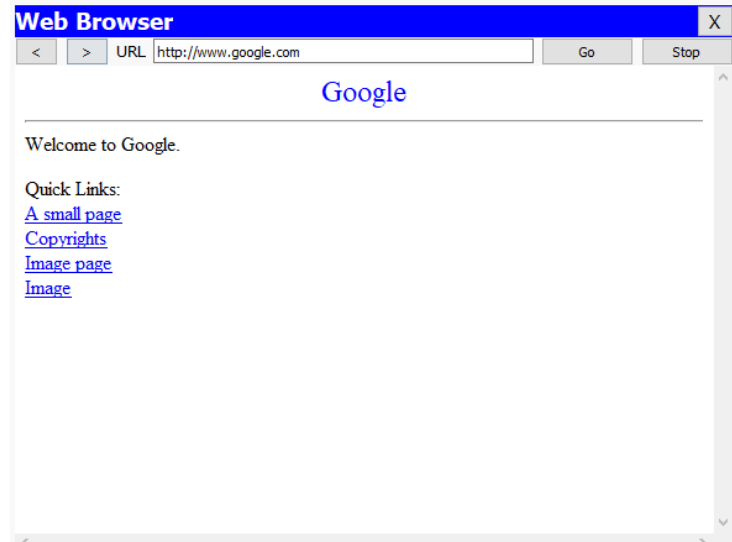 Web Browser X
< > URL http://www.google.com Go Stop
Google
Welcome to Google.
Quick Links:
A small page
Copyrights
Image page
Image